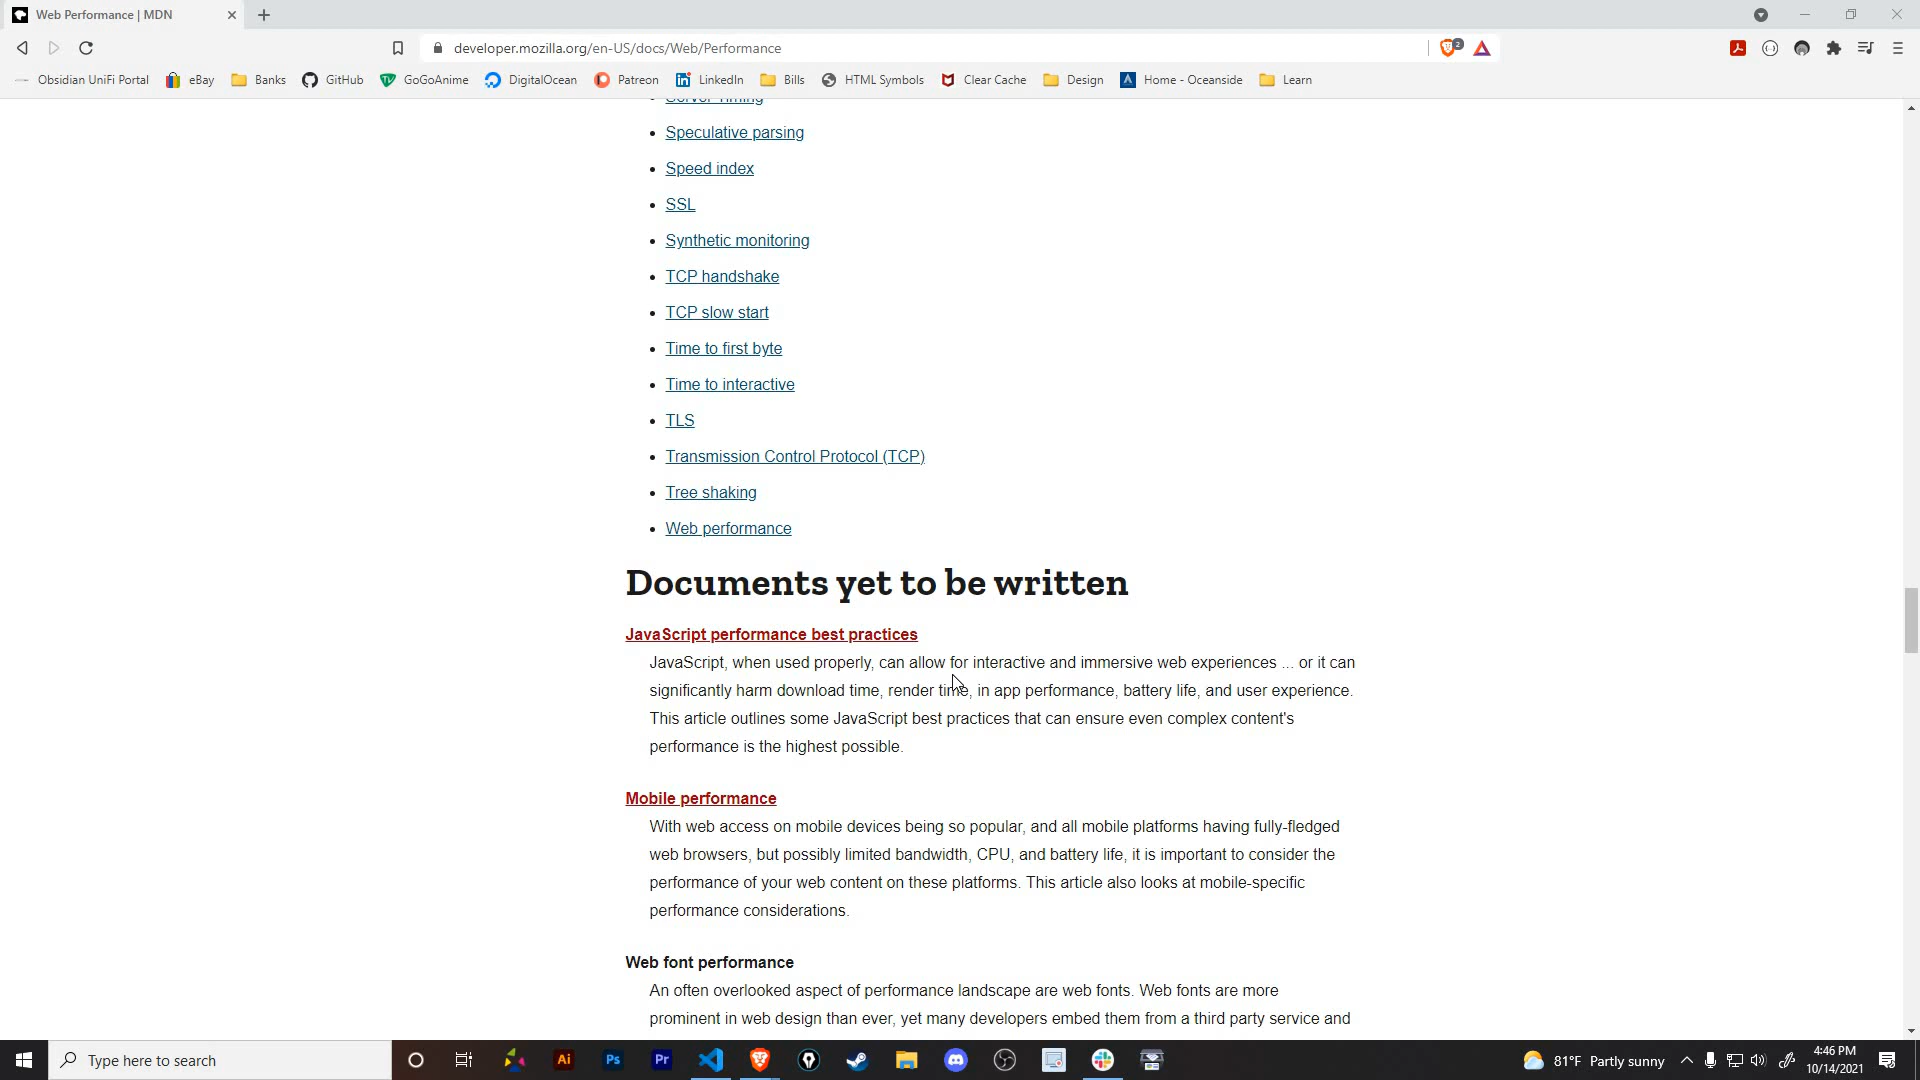 Web Performance | MDN
developer.mozilla.org/en-US/docs/Web/Performance
2
Obsidian UniFi Portal
eBay
Banks
GitHub
GoGoAnime
DigitalOcean
Patreon
LinkedIn
Bills
HTML Symbols
Clear Cache
Design
Home - Oceanside
Learn
Server Timing
Speculative parsing
Speed index
SSL
Synthetic monitoring
TCP handshake
TCP slow start
Time to first byte
Time to interactive
TLS
Transmission Control Protocol (TCP)
Tree shaking
Web performance
Documents yet to be written
JavaScript performance best practices
JavaScript, when used properly, can allow for interactive and immersive web experiences ... or it can
significantly harm download time, render time, in app performance, battery life, and user experience.
This article outlines some JavaScript best practices that can ensure even complex content's
performance is the highest possible.
Mobile performance
With web access on mobile devices being so popular, and all mobile platforms having fully-fledged
web browsers, but possibly limited bandwidth, CPU, and battery life, it is important to consider the
performance of your web content on these platforms. This article also looks at mobile-specific
performance considerations.
Web font performance
An often overlooked aspect of performance landscape are web fonts. Web fonts are more
prominent in web design than ever, yet many developers embed them from a third party service and
Type here to search
Ai
Ps
Pr
81°F Partly sunny
4:46 PM
10/14/2021